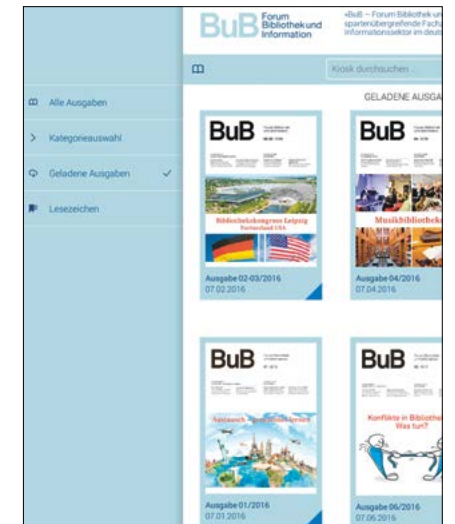 BuB Forum
Bibliothek und
Information
«BuB – Forum Bibliothek un
spartenübergreifende Facha
Informationssektor im deuts
Kiosk durchsuchen ...
Alle Ausgaben
Kategorieauswahl
Geladene Ausgaben
Lesezeichen
GELADENE AUSGA
BuB
Bibliothekskongress Leipzig
Partnerland USA
Ausgabe 02-03/2016
07.02.2016
BuB
Musikbibliotheke
Ausgabe 04/2016
07.04.2016
BuB
Ausgabe 01/2016
07.01.2016
BuB
Konflikte in Bibliothe
Was tun?
Ausgabe 06/2016
07.06.2016